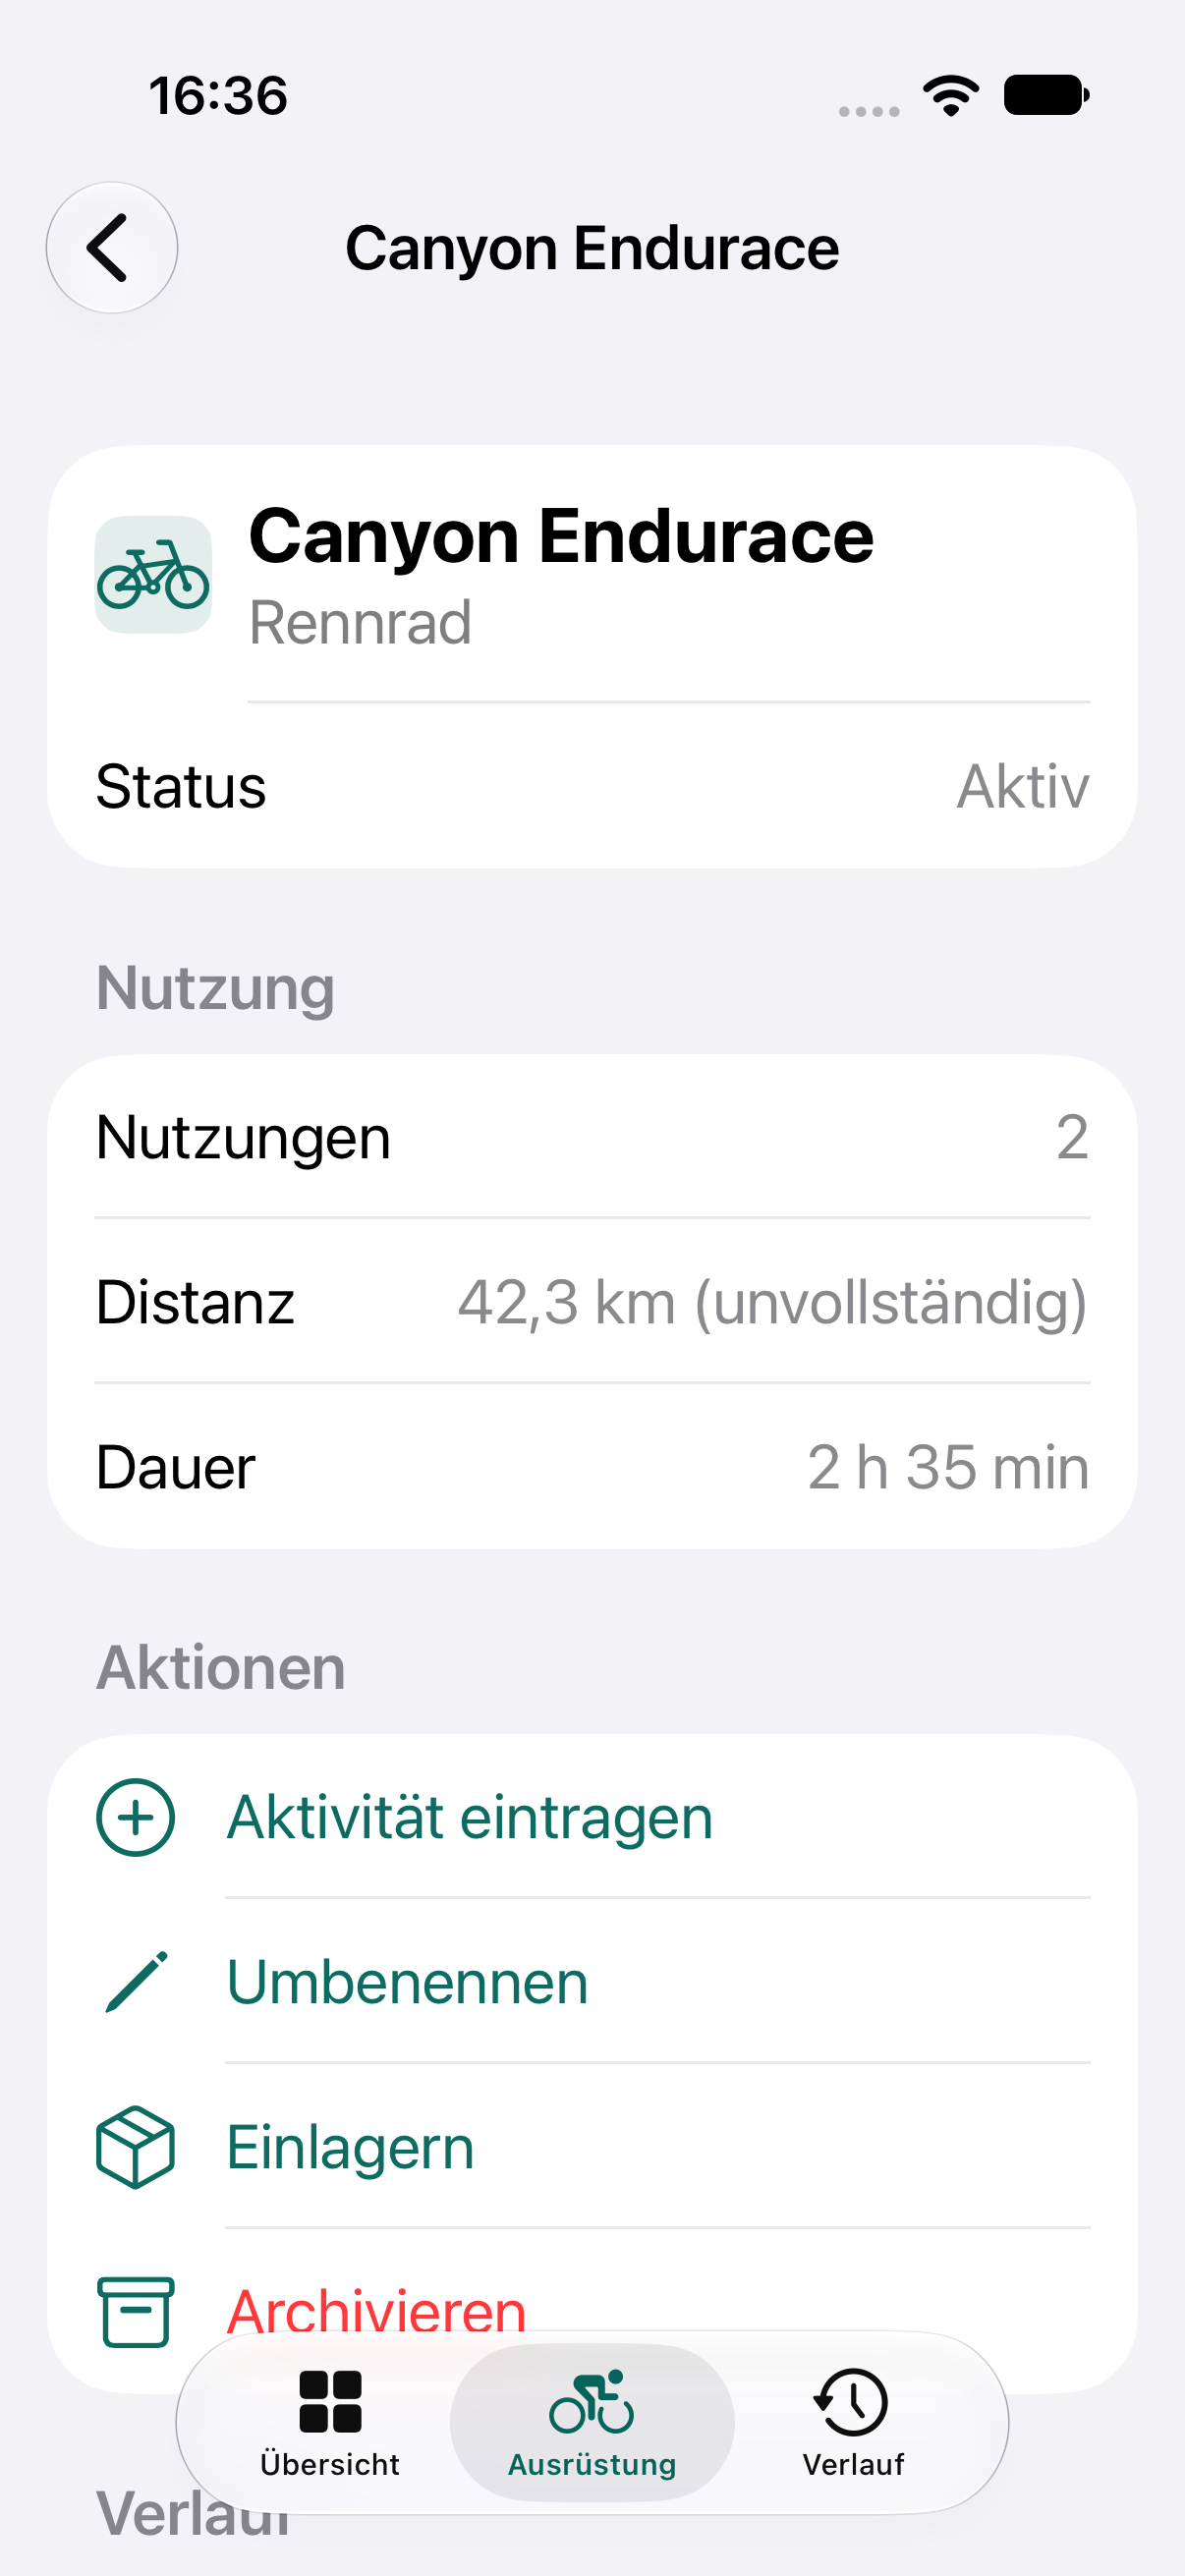 16:36
Canyon Endurace
Canyon Endurace
Rennrad
Status Aktiv
Nutzung
Nutzungen 2
Distanz 42,3 km (unvollständig)
Dauer 2 h 35 min
Aktionen
Aktivität eintragen
Umbenennen
Einlagern
Archivieren
Übersicht Ausrüstung Verlauf
Verlauf